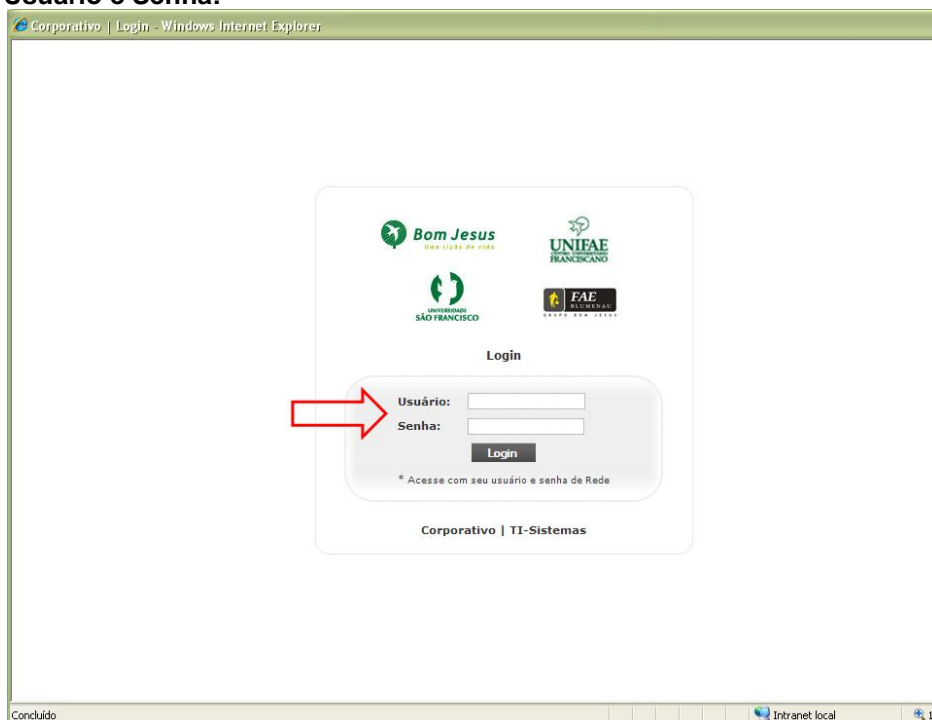 Usuário e Senha:
Corporativo | Login - Windows Internet Explorer
Bom Jesus
Uma lição de vida
UNIFAE
CENTRO UNIVERSITÁRIO
FRANCISCANO
UNIVERSIDADE
SÃO FRANCISCO
FAE
BLUMENAU
GRUPO BOM JESUS
Login
Usuário:
Senha:
Login
* Acesse com seu usuário e senha de Rede
Corporativo | TI-Sistemas
Concluído
Intranet local
1